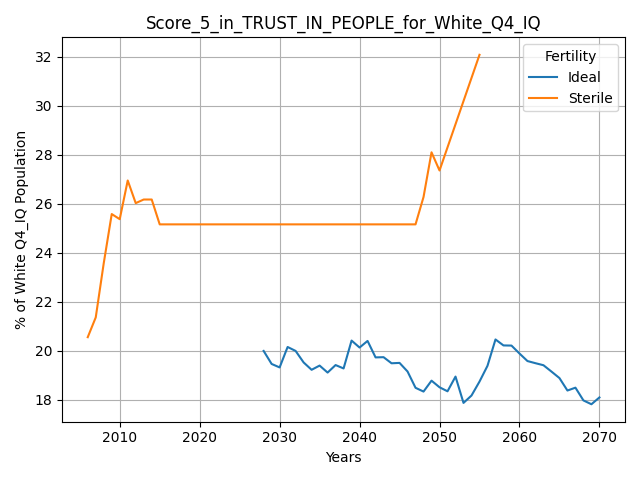 Score_5_in_TRUST_IN_PEOPLE_for_White_Q4_IQ
Fertility
Ideal
Sterile
% of White Q4_IQ Population
32
30
28
26
24
22
20
18
2010
2020
2030
2040
2050
2060
2070
Years